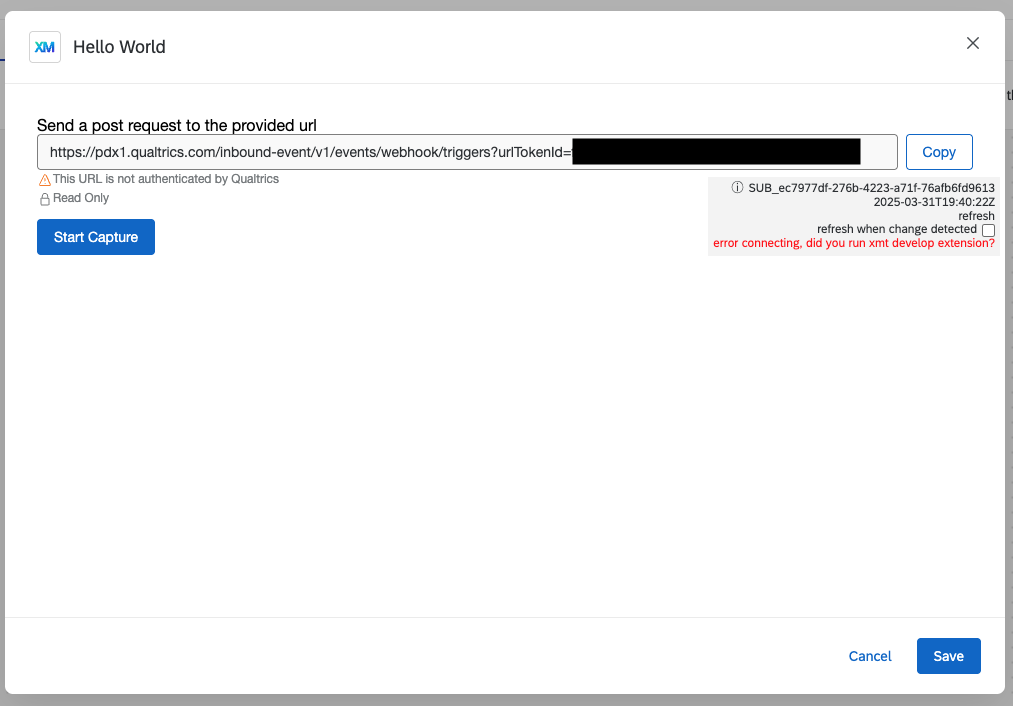 XM Hello World
Send a post request to the provided url
https://pdx1.qualtrics.com/inbound-event/v1/events/webhook/triggers?urlTokenId=
Copy
This URL is not authenticated by Qualtrics
Read Only
Start Capture
SUB_ec7977df-276b-4223-a71f-76afb6fd9613
2025-03-31T19:40:22Z
refresh
refresh when change detected
error connecting, did you run xmt develop extension?
Cancel
Save